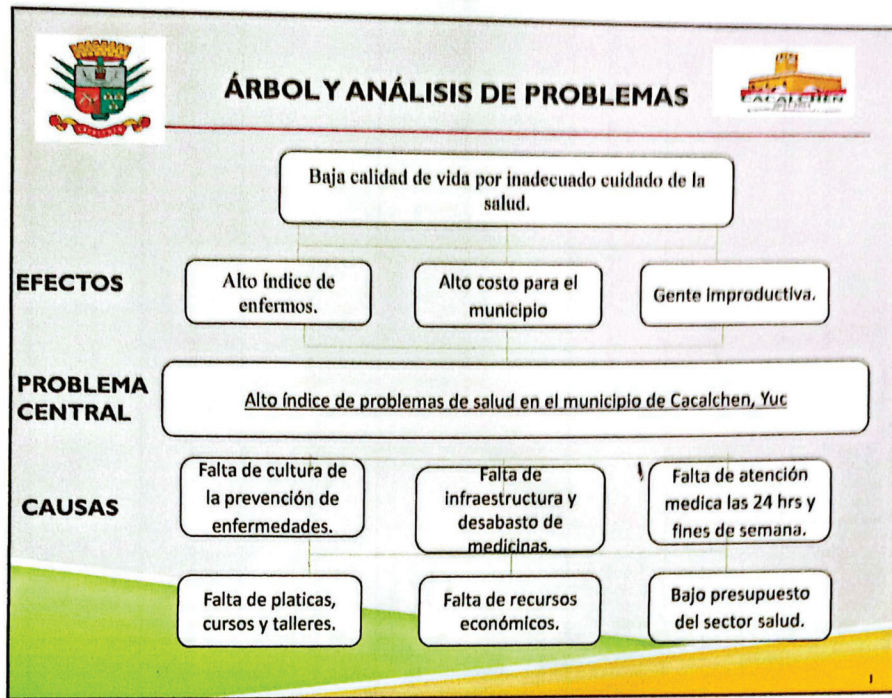 ÁRBOL Y ANÁLISIS DE PROBLEMAS
CACALCHEN
CACALCHEN
Baja calidad de vida por inadecuado cuidado de la
salud.
EFECTOS
Alto índice de
enfermos.
Alto costo para el
municipio
Gente improductiva.
PROBLEMA
CENTRAL
Alto índice de problemas de salud en el municipio de Cacalchen, Yuc
CAUSAS
Falta de cultura de
la prevención de
enfermedades.
Falta de
infraestructura y
desabasto de
medicinas.
Falta de atención
medica las 24 hrs y
fines de semana.
Falta de platicas,
cursos y talleres.
Falta de recursos
económicos.
Bajo presupuesto
del sector salud.